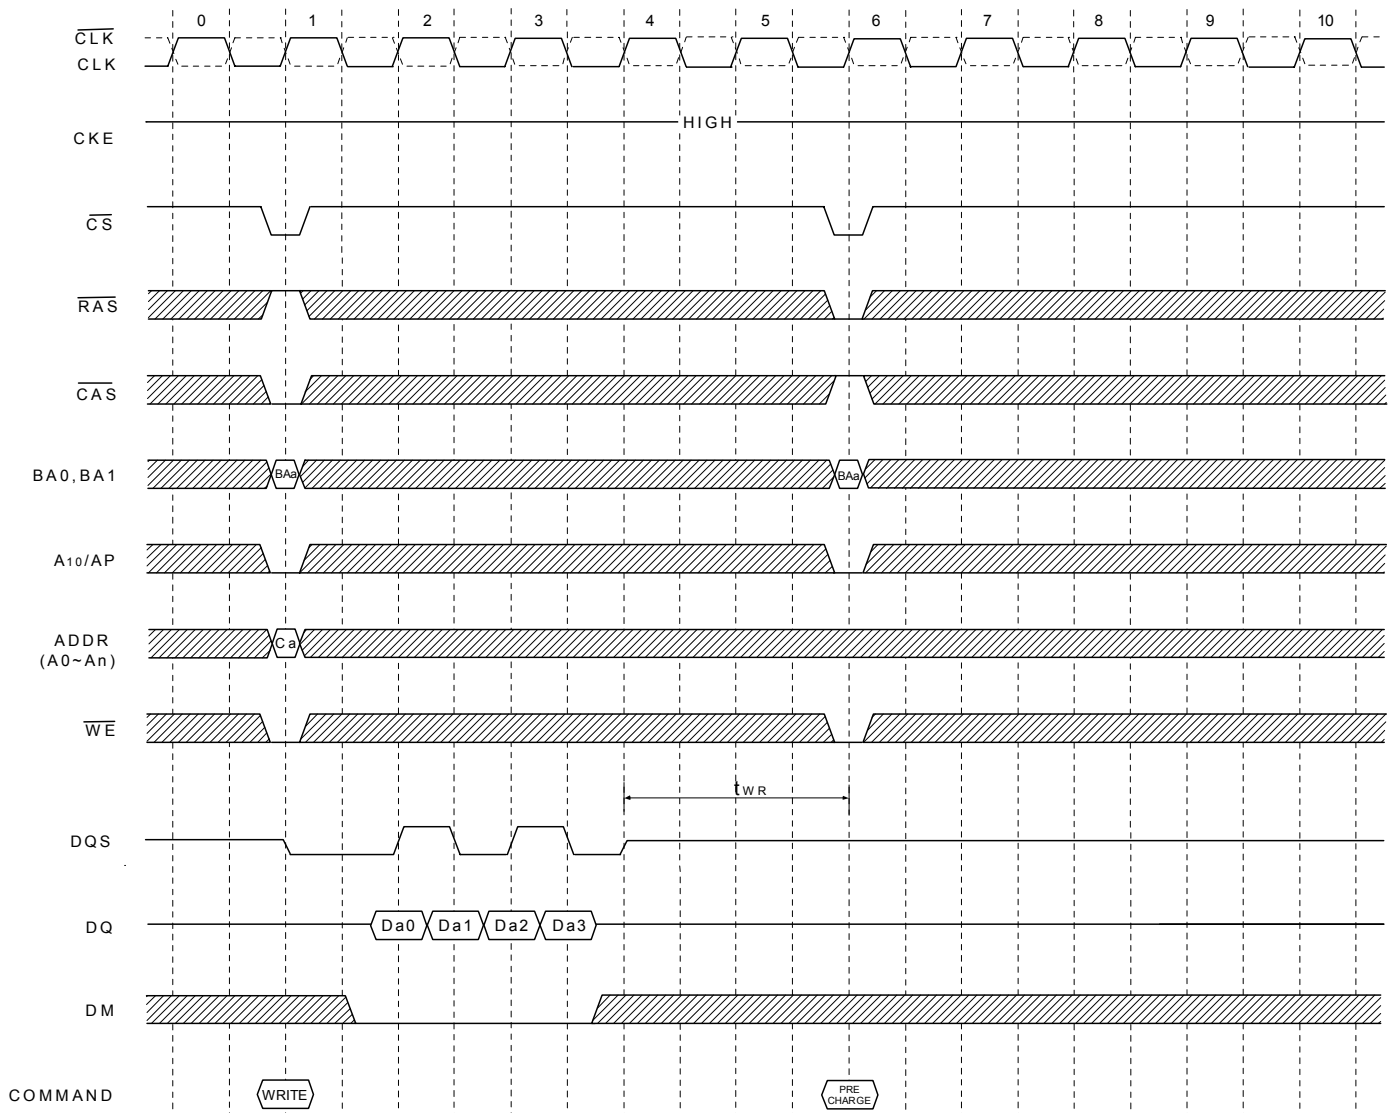 0 1 2 3 4 5 6 7 8 9 10
CLK
CLK
CKE HIGH
CS
RAS
CAS
BA0,BA1 BAa BAa
A10/AP
ADDR Ca
(A0~An)
WE
tWR
DQS
DQ Da0 Da1 Da2 Da3
DM
COMMAND WRITE PRE
CHARGE